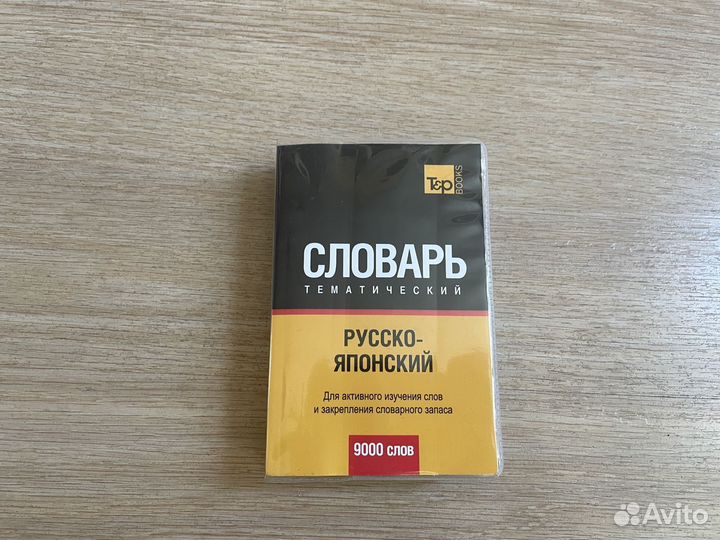 T&P
BOOKS
СЛОВАРЬ
ТЕМАТИЧЕСКИЙ
РУССКО-
ЯПОНСКИЙ
Для активного изучения слов
и закрепления словарного запаса
9000 СЛОВ
Avito